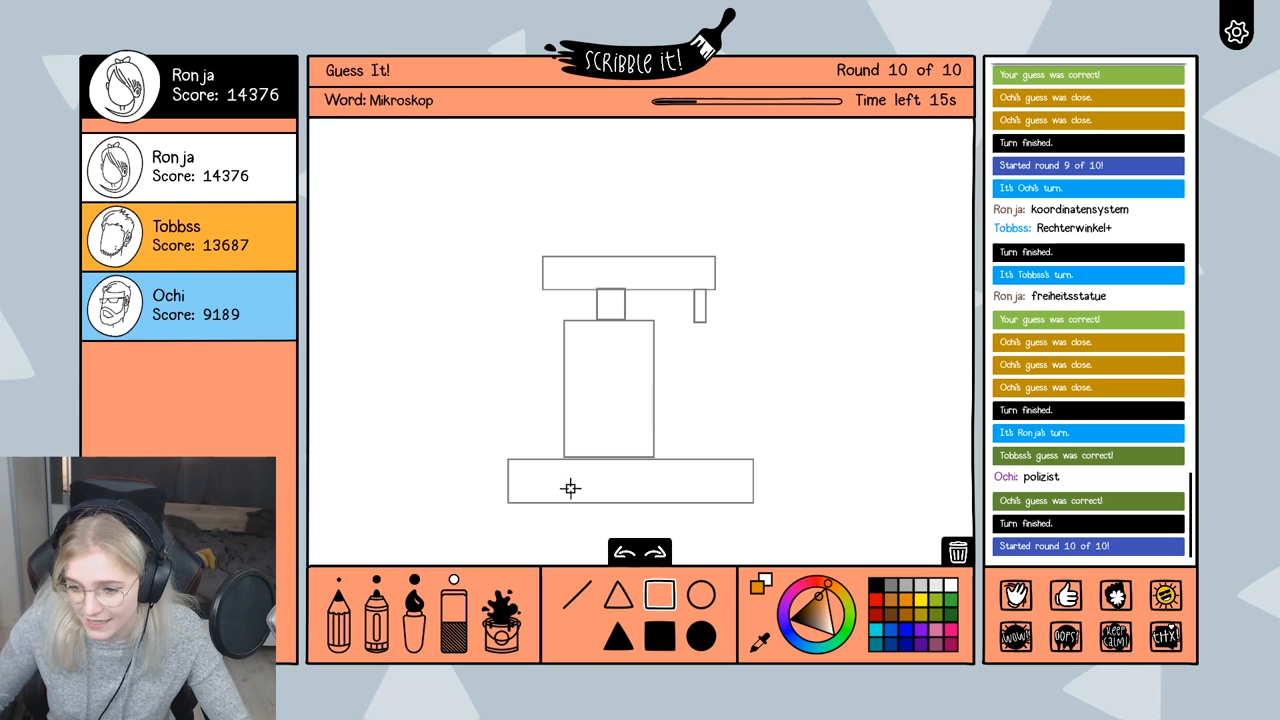 SCRIBBLE IT!
Ronja
Score: 14376
Ronja
Score: 14376
Tobbss
Score: 13687
Ochi
Score: 9189
Guess It!
Round 10 of 10
Word: Mikroskop
Time left 15s
Your guess was correct!
Ochi's guess was close.
Ochi's guess was close.
Turn finished.
Started round 9 of 10!
It's Ochi's turn.
Ronja: koordinatensystem
Tobbss: Rechterwinkel+
Turn finished.
It's Tobbss's turn.
Ronja: freiheitsstatue
Your guess was correct!
Ochi's guess was close.
Ochi's guess was close.
Ochi's guess was close.
Turn finished.
It's Ronja's turn.
Tobbss's guess was correct!
Ochi: polizist
Ochi's guess was correct!
Turn finished.
Started round 10 of 10!
WOW!
OOPS!
KEEP CALM!
THX!